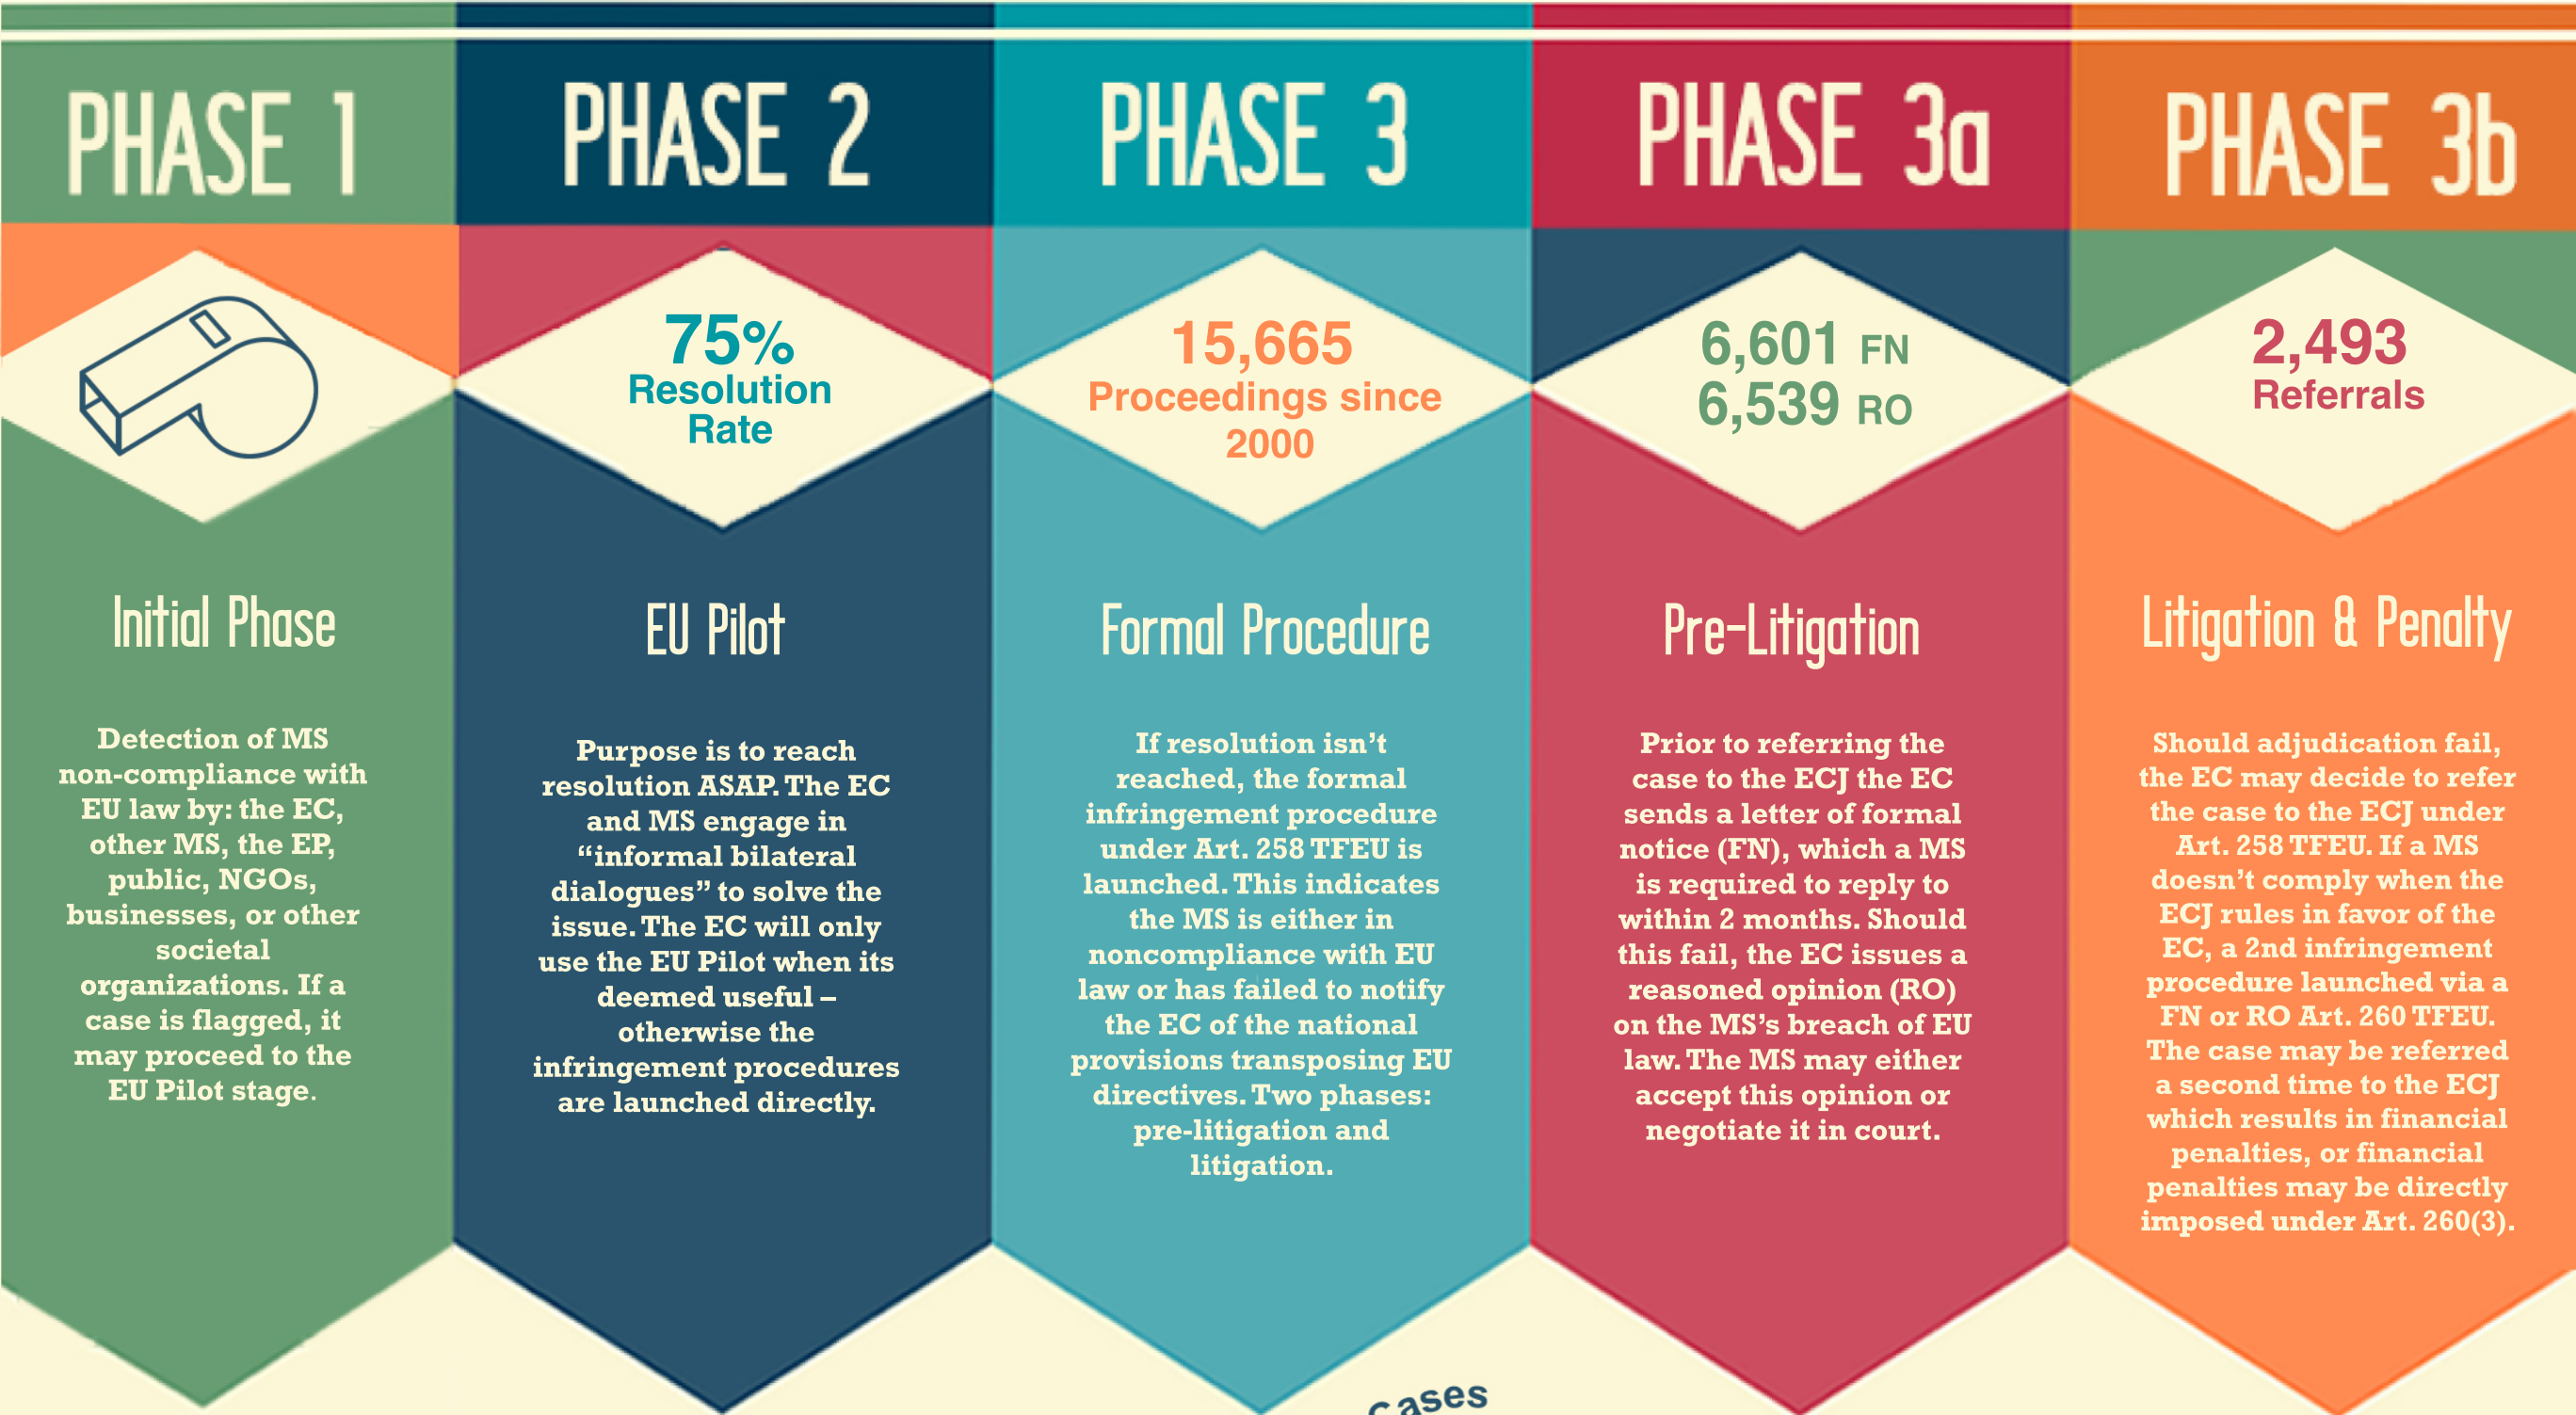 PHASE 1
Initial Phase
Detection of MS
non-compliance with
EU law by: the EC,
other MS, the EP,
public, NGOs,
businesses, or other
societal
organizations. If a
case is flagged, it
may proceed to the
EU Pilot stage.
PHASE 2
75%
Resolution
Rate
EU Pilot
Purpose is to reach
resolution ASAP. The EC
and MS engage in
“informal bilateral
dialogues” to solve the
issue. The EC will only
use the EU Pilot when its
deemed useful –
otherwise the
infringement procedures
are launched directly.
PHASE 3
15,665
Proceedings since
2000
Formal Procedure
If resolution isn’t
reached, the formal
infringement procedure
under Art. 258 TFEU is
launched. This indicates
the MS is either in
noncompliance with EU
law or has failed to notify
the EC of the national
provisions transposing EU
directives. Two phases:
pre-litigation and
litigation.
PHASE 3a
6,601 FN
6,539 RO
Pre-Litigation
Prior to referring the
case to the ECJ the EC
sends a letter of formal
notice (FN), which a MS
is required to reply to
within 2 months. Should
this fail, the EC issues a
reasoned opinion (RO)
on the MS’s breach of EU
law. The MS may either
accept this opinion or
negotiate it in court.
PHASE 3b
2,493
Referrals
Litigation & Penalty
Should adjudication fail,
the EC may decide to refer
the case to the ECJ under
Art. 258 TFEU. If a MS
doesn’t comply when the
ECJ rules in favor of the
EC, a 2nd infringement
procedure launched via a
FN or RO Art. 260 TFEU.
The case may be referred
a second time to the ECJ
which results in financial
penalties, or financial
penalties may be directly
imposed under Art. 260(3).
Cases